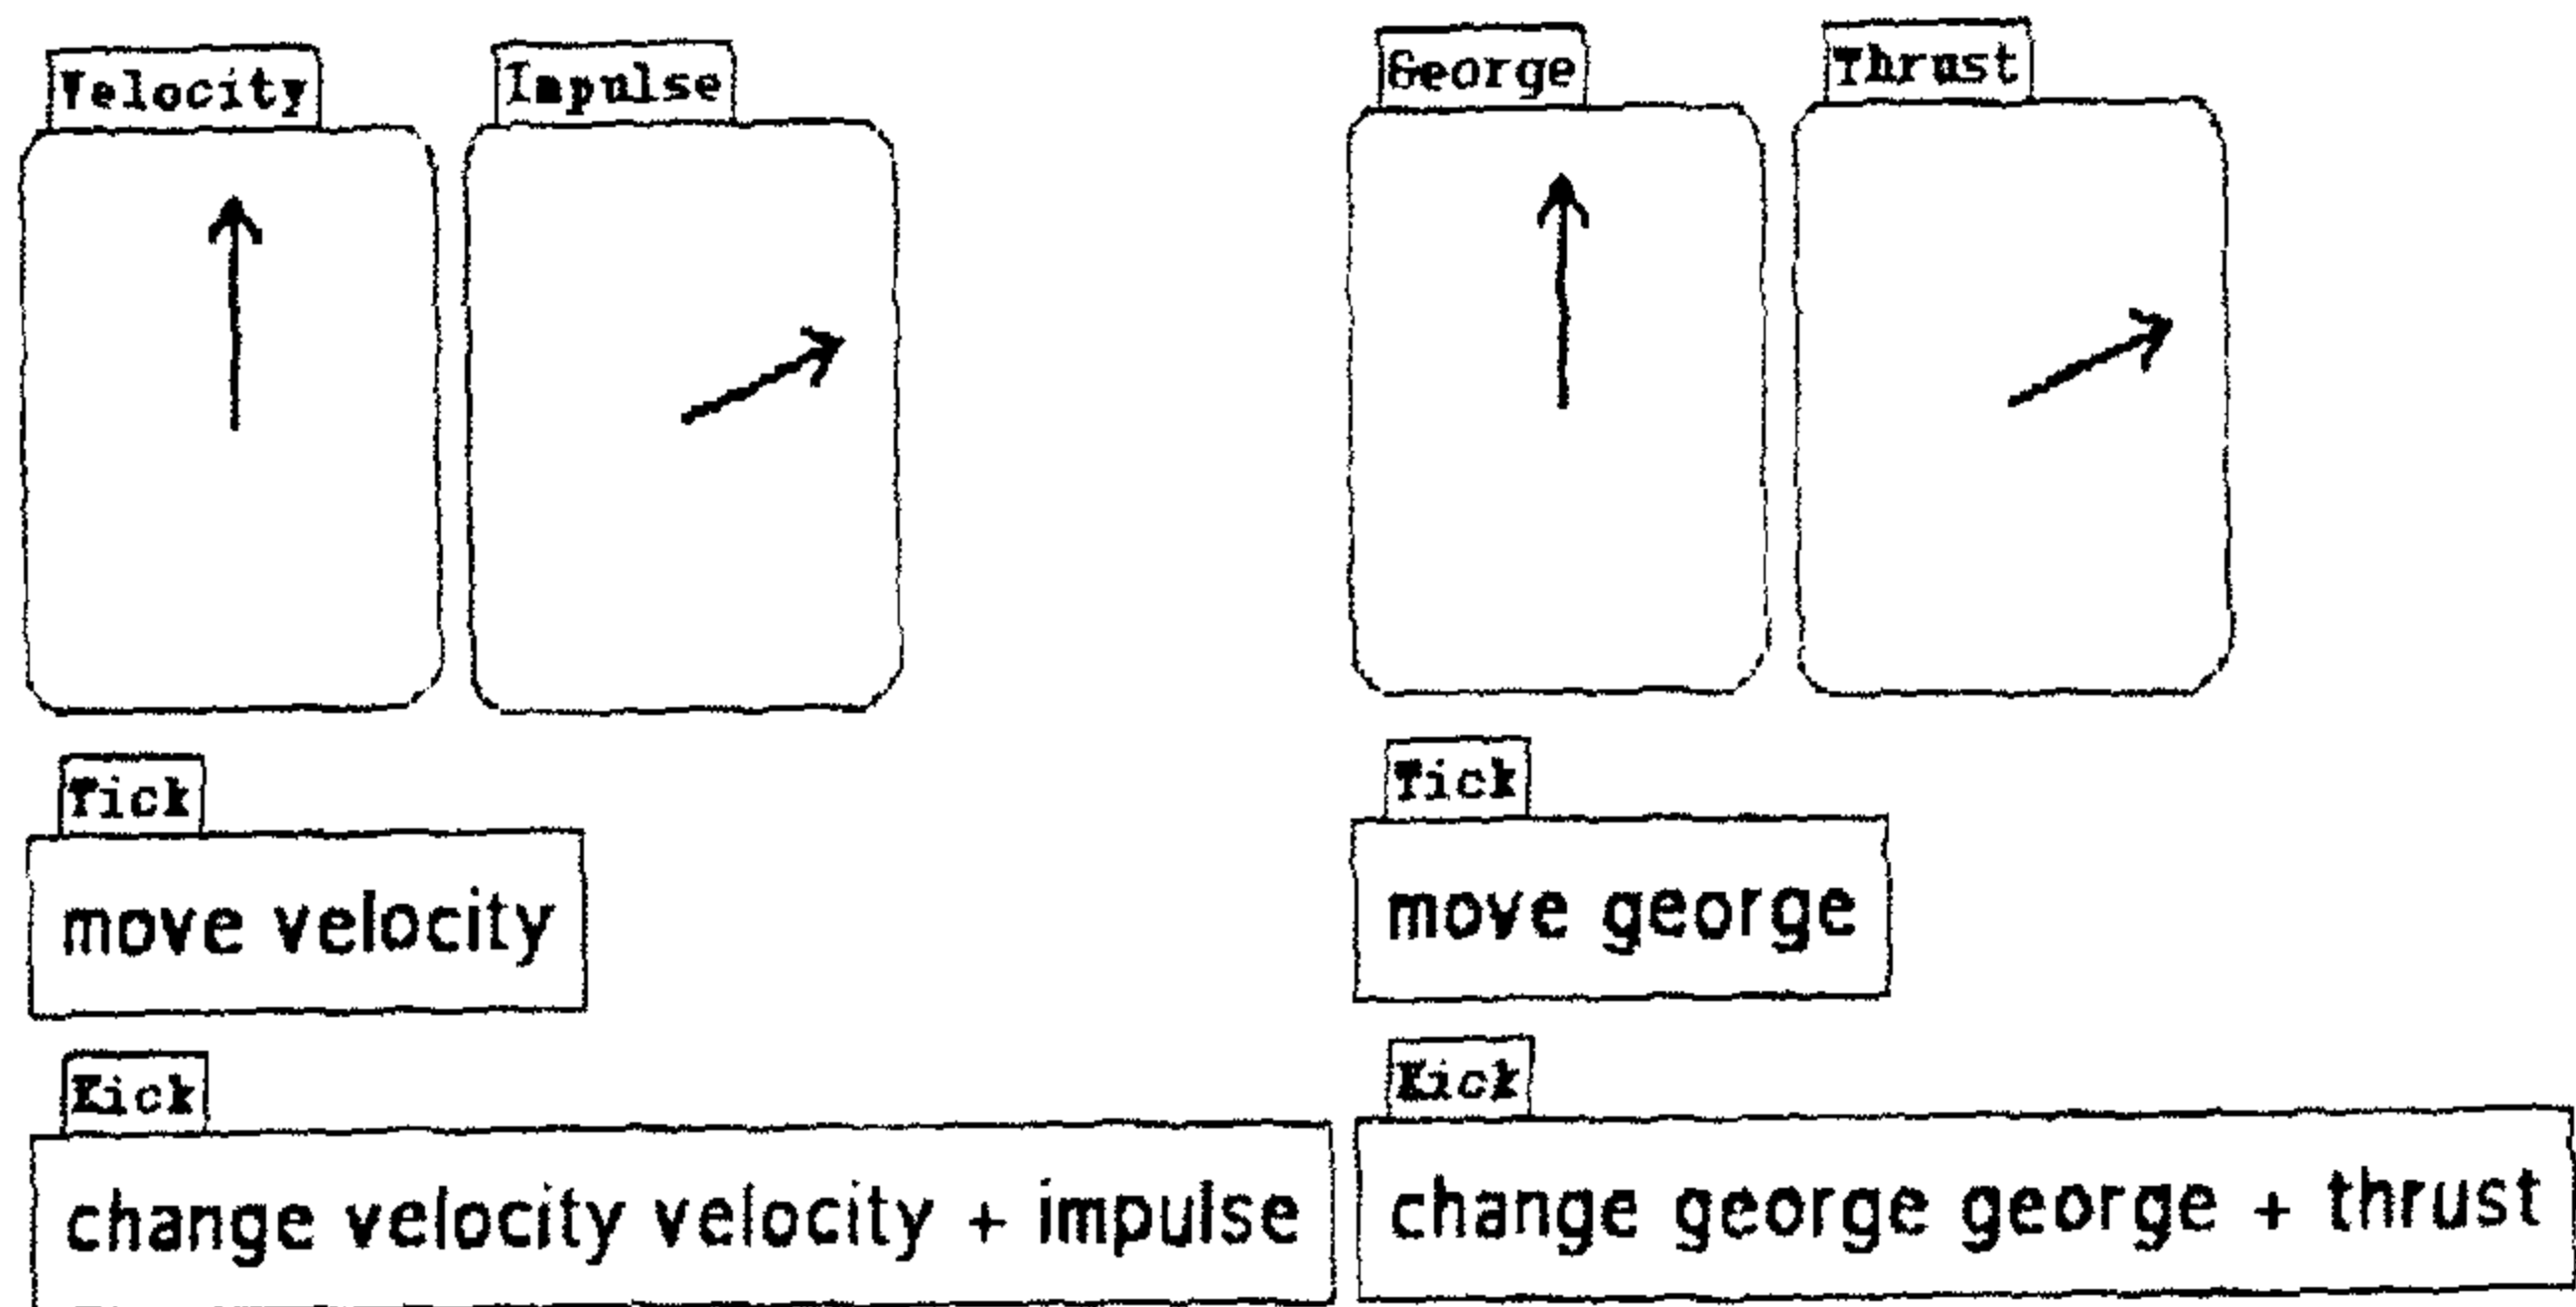 Velocity Impulse
Tick
move velocity
Kick
change velocity velocity + impulse
George Thrust
Tick
move george
Kick
change george george + thrust